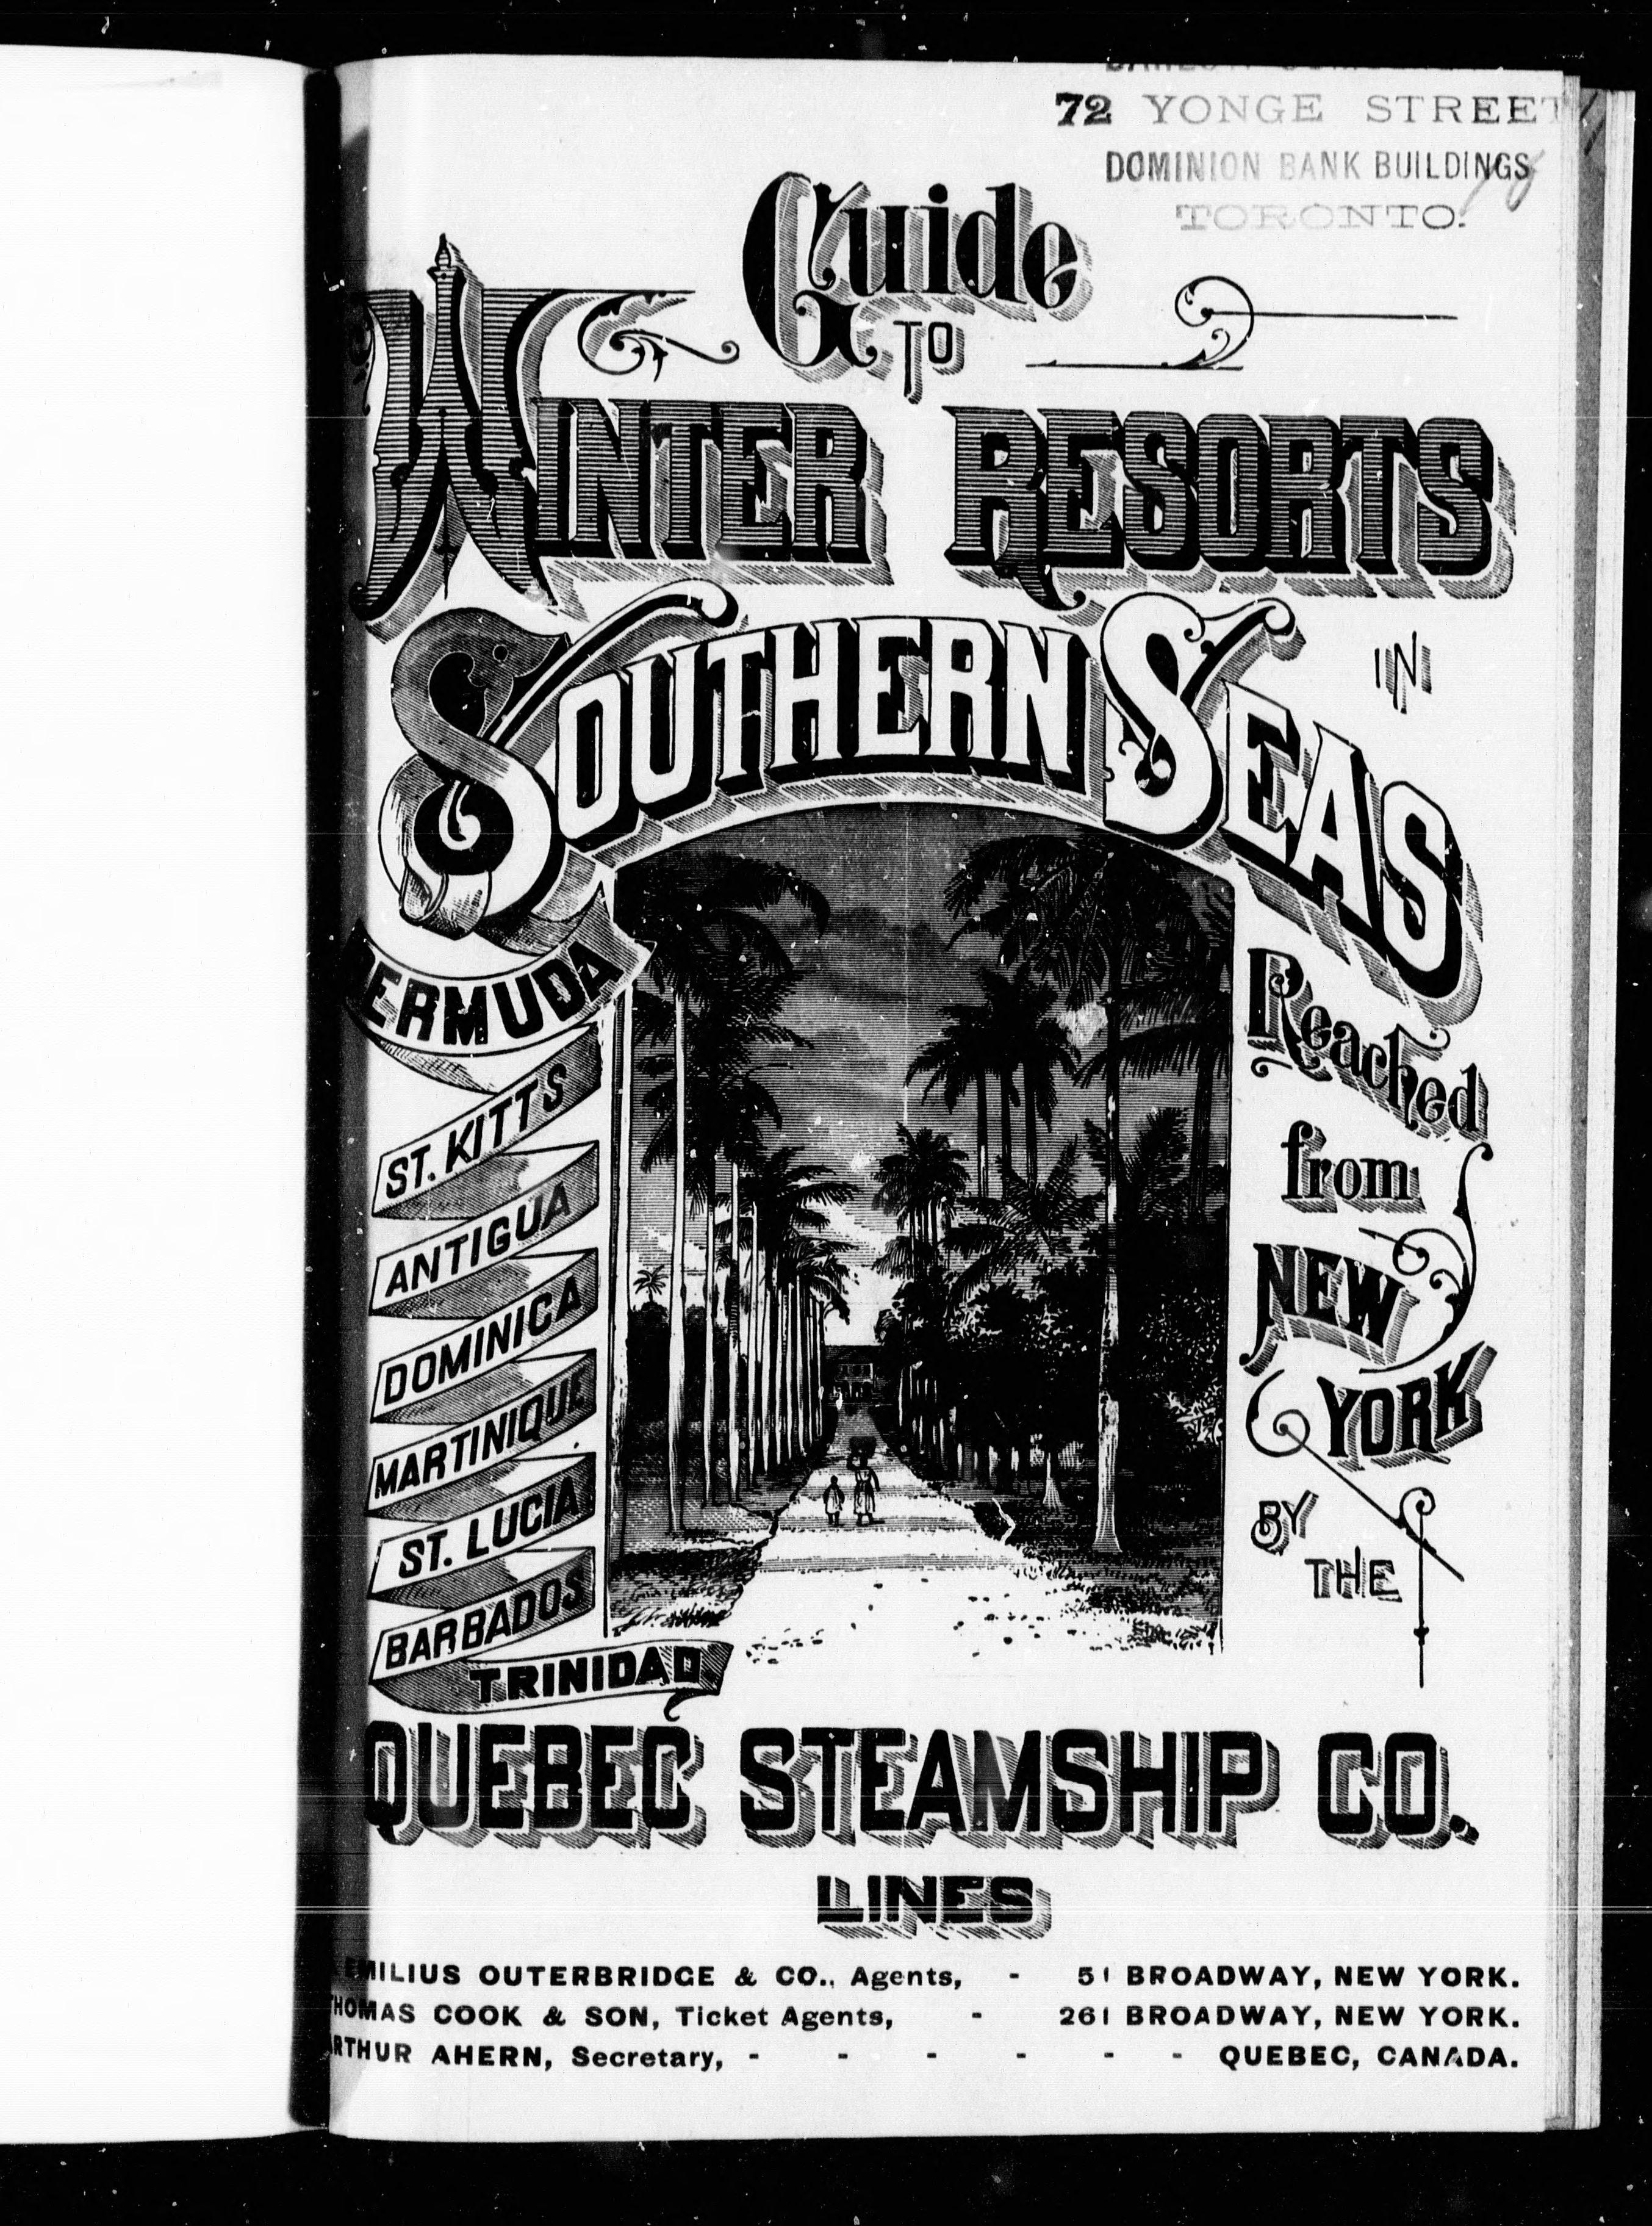 72 YONGE STREET
DOMINION BANK BUILDINGS
TORONTO.
Guide
TO
WINTER RESORTS
IN
SOUTHERN SEAS
BERMUDA
ST. KITTS
ANTIGUA
DOMINICA
MARTINIQUE
ST. LUCIA
BARBADOS
TRINIDAD.
Reached
from
NEW
YORK
BY
THE
QUEBEC STEAMSHIP CO.
LINES
EMILIUS OUTERBRIDGE & CO., Agents, - 51 BROADWAY, NEW YORK.
THOMAS COOK & SON, Ticket Agents, - 261 BROADWAY, NEW YORK.
ARTHUR AHERN, Secretary, - - - - - - QUEBEC, CANADA.